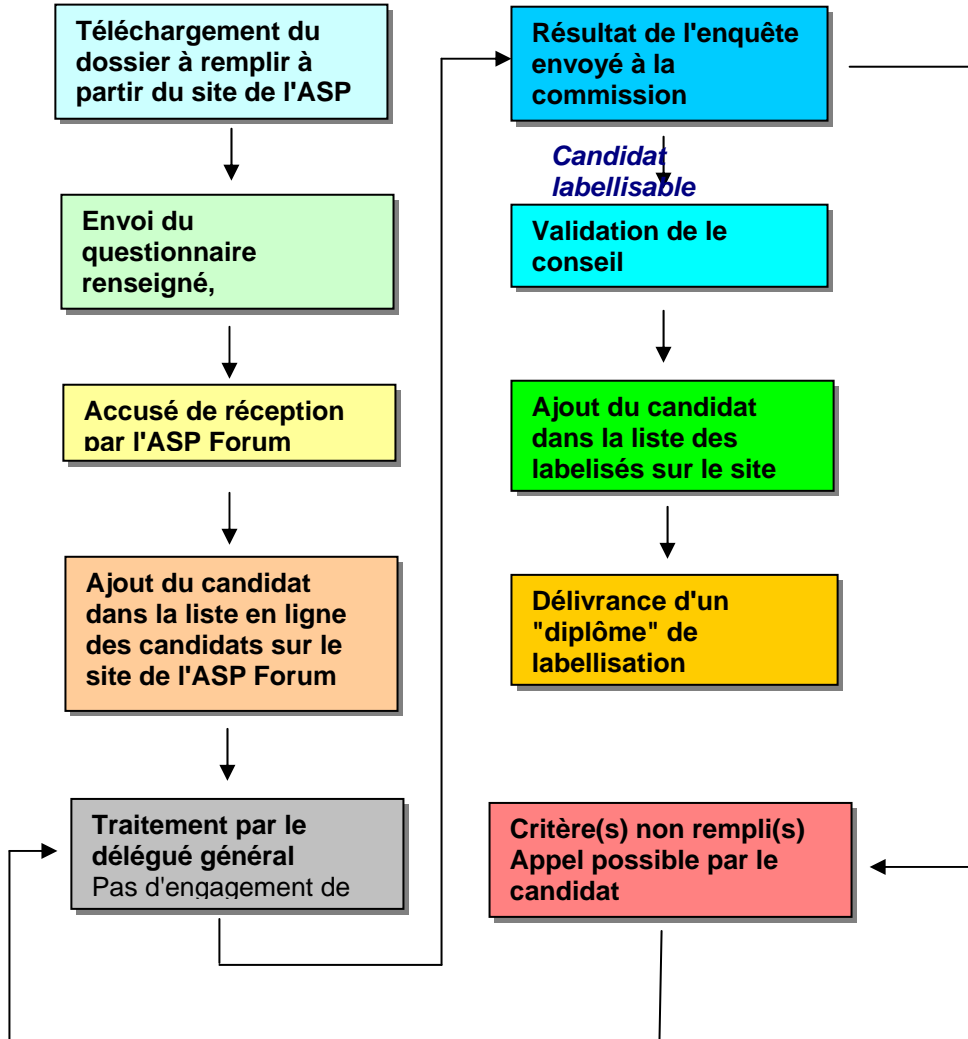 Téléchargement du
dossier à remplir à
partir du site de l'ASP
Envoi du
questionnaire
renseigné,
Accusé de réception
par l'ASP Forum
Ajout du candidat
dans la liste en ligne
des candidats sur le
site de l'ASP Forum
Traitement par le
délégué général
Pas d'engagement de
Résultat de l'enquête
envoyé à la
commission
Candidat
labellisable
Validation de le
conseil
Ajout du candidat
dans la liste des
labelisés sur le site
Délivrance d'un
"diplôme" de
labellisation
Critère(s) non rempli(s)
Appel possible par le
candidat